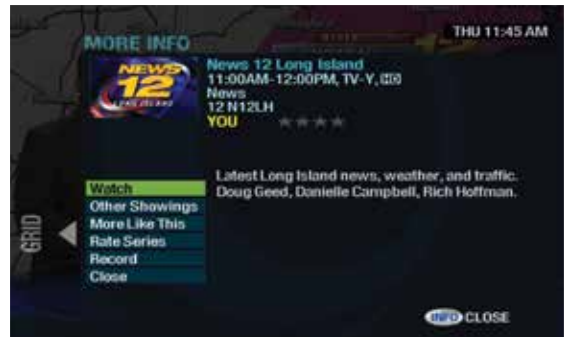 THU 11:45 AM
MORE INFO
NEWS
12
LONG ISLAND
News 12 Long Island
11:00AM-12:00PM, TV-Y, HD
News
12 N12LH
YOU
Latest Long Island news, weather, and traffic.
Doug Geed, Danielle Campbell, Rich Hoffman.
Watch
Other Showings
More Like This
Rate Series
Record
Close
GRID
INFO CLOSE